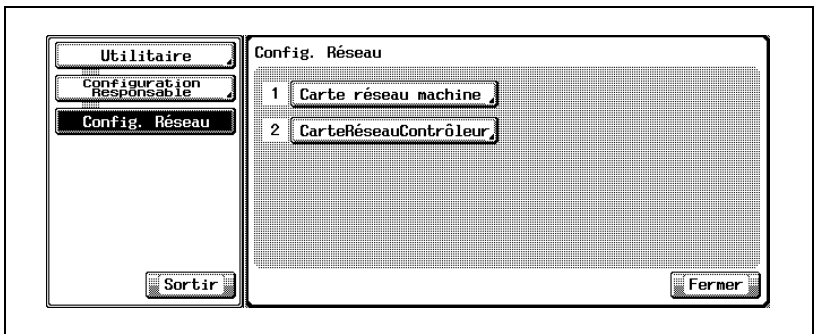 Utilitaire
Configuration
Responsable
Config. Réseau
Sortir
Config. Réseau
1 Carte réseau machine
2 CarteRéseauContrôleur
Fermer